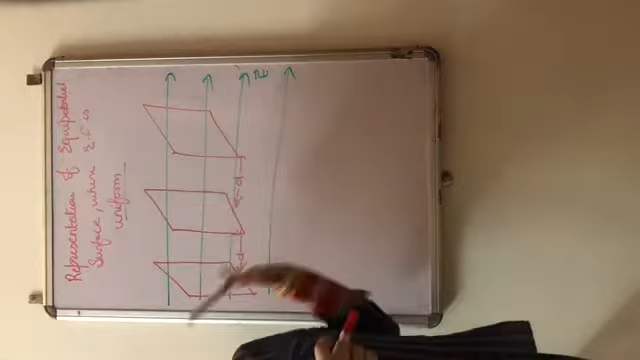 Representation of Equipotential
Surface, when E.F is
uniform
E
d
d